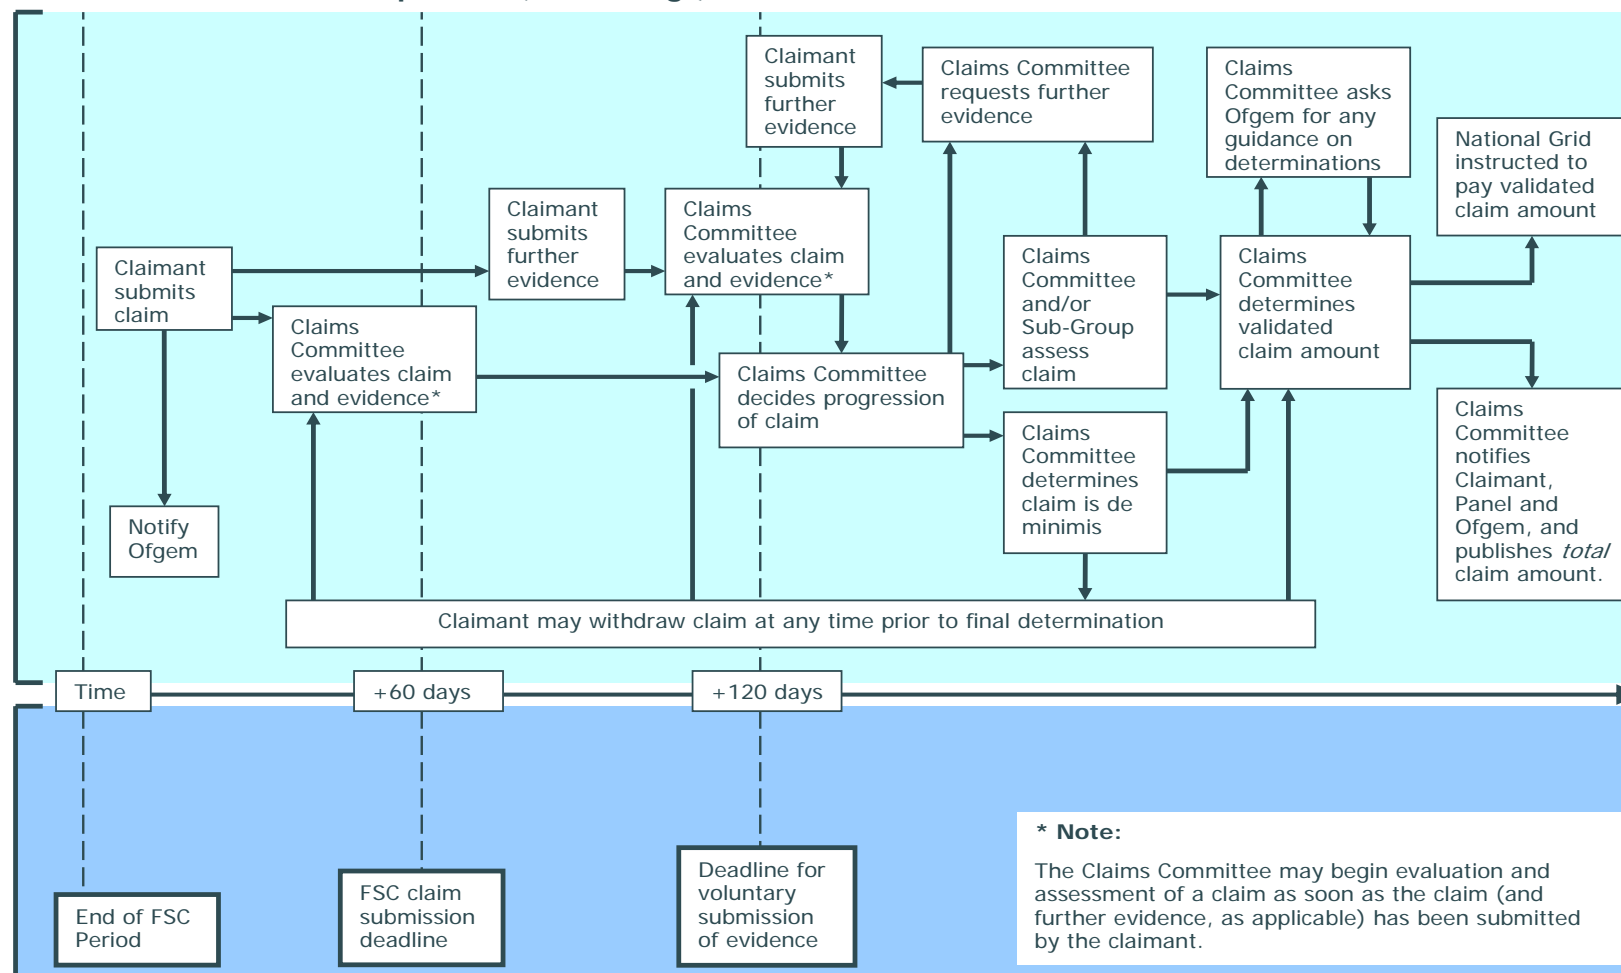 Claimant
submits
further
evidence
Claims Committee
requests further
evidence
Claims
Committee asks
Ofgem for any
guidance on
determinations
National Grid
instructed to
pay validated
claim amount
Claimant
submits
claim
Claimant
submits
further
evidence
Claims
Committee
evaluates claim
and evidence*
Claims
Committee
and/or
Sub-Group
assess
claim
Claims
Committee
determines
validated
claim amount
Claims
Committee
evaluates claim
and evidence*
Claims Committee
decides progression
of claim
Claims
Committee
determines
claim is de
minimis
Claims
Committee
notifies
Claimant,
Panel and
Ofgem, and
publishes total
claim amount.
Notify
Ofgem
Claimant may withdraw claim at any time prior to final determination
Time
+60 days
+120 days
End of FSC
Period
FSC claim
submission
deadline
Deadline for
voluntary
submission
of evidence
* Note:
The Claims Committee may begin evaluation and
assessment of a claim as soon as the claim (and
further evidence, as applicable) has been submitted
by the claimant.